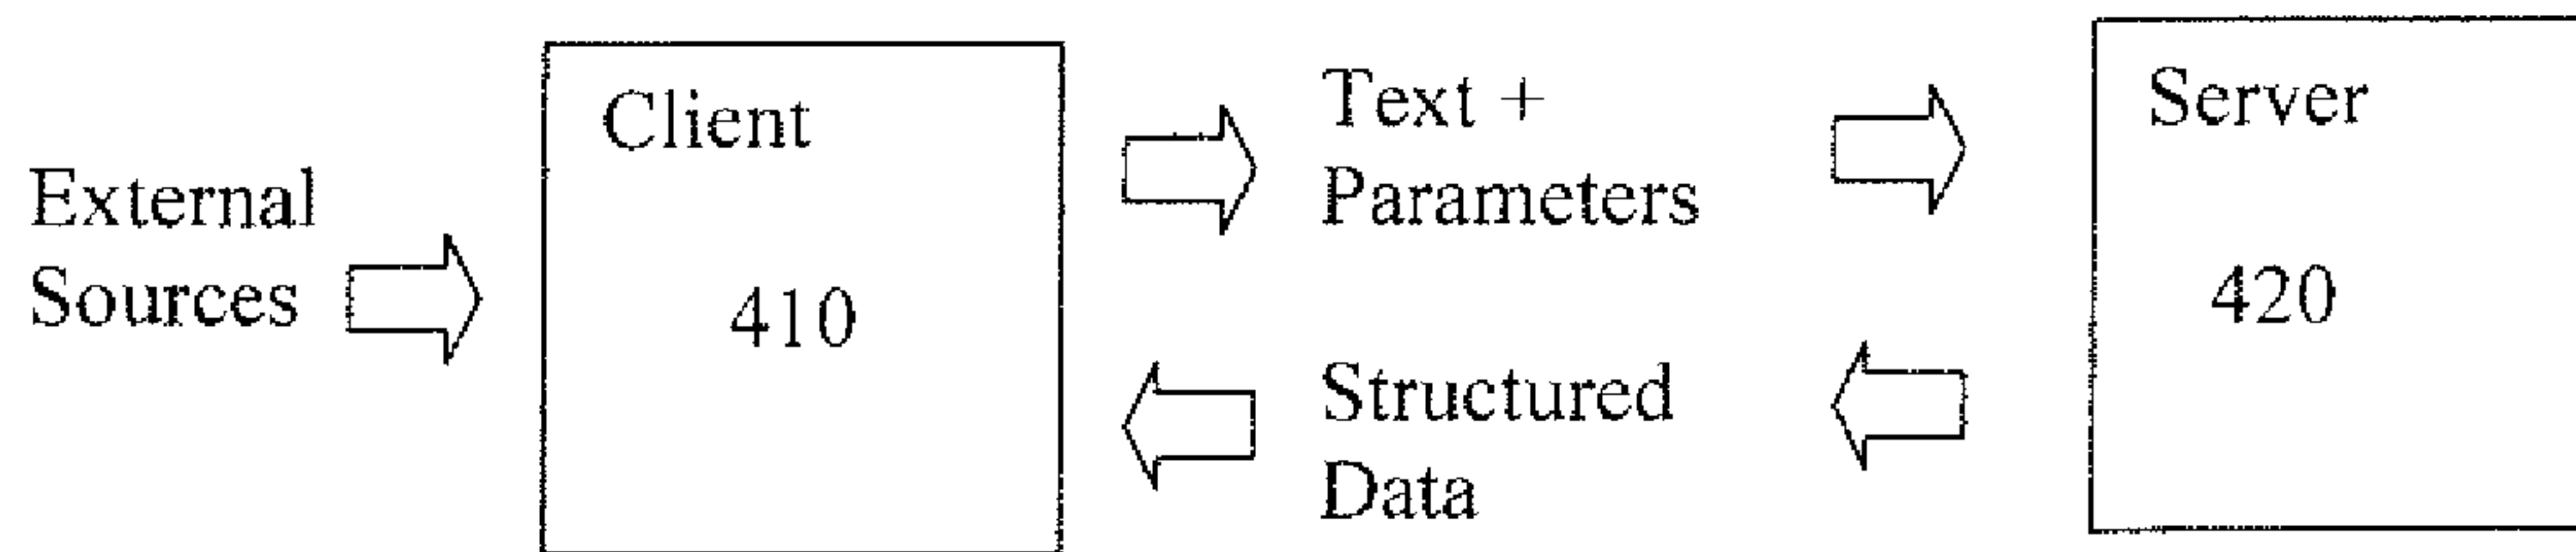 External
Sources
Client
410
Text +
Parameters
Structured
Data
Server
420